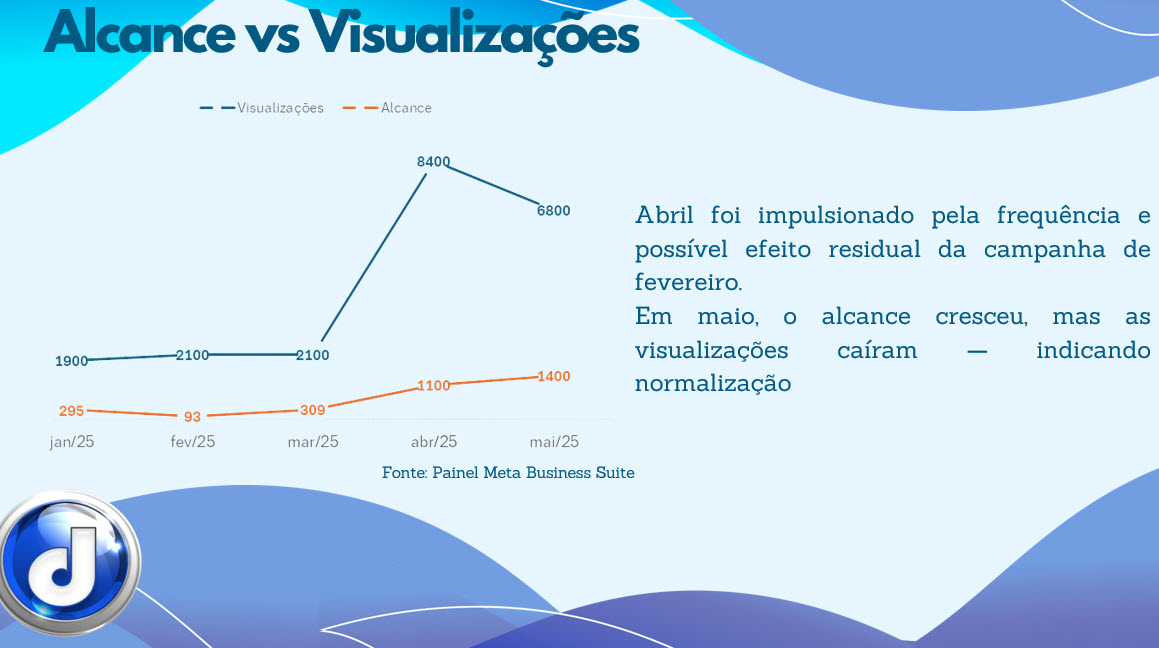 Alcance vs Visualizações
Visualizações Alcance
8400
6800
1900 2100 2100
1100 1400
295 93 309
jan/25 fev/25 mar/25 abr/25 mai/25
Fonte: Painel Meta Business Suite
Abril foi impulsionado pela frequência e
possível efeito residual da campanha de
fevereiro.
Em maio, o alcance cresceu, mas as
visualizações caíram — indicando
normalização
d